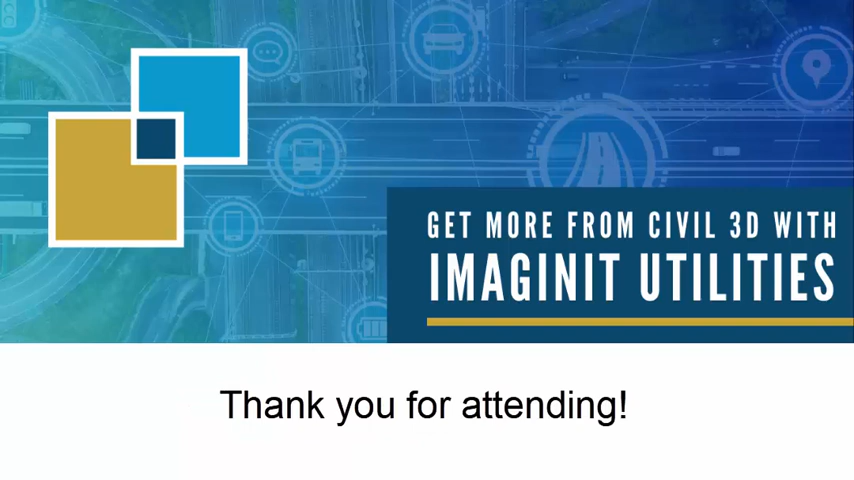 GET MORE FROM CIVIL 3D WITH
IMAGINIT UTILITIES
Thank you for attending!